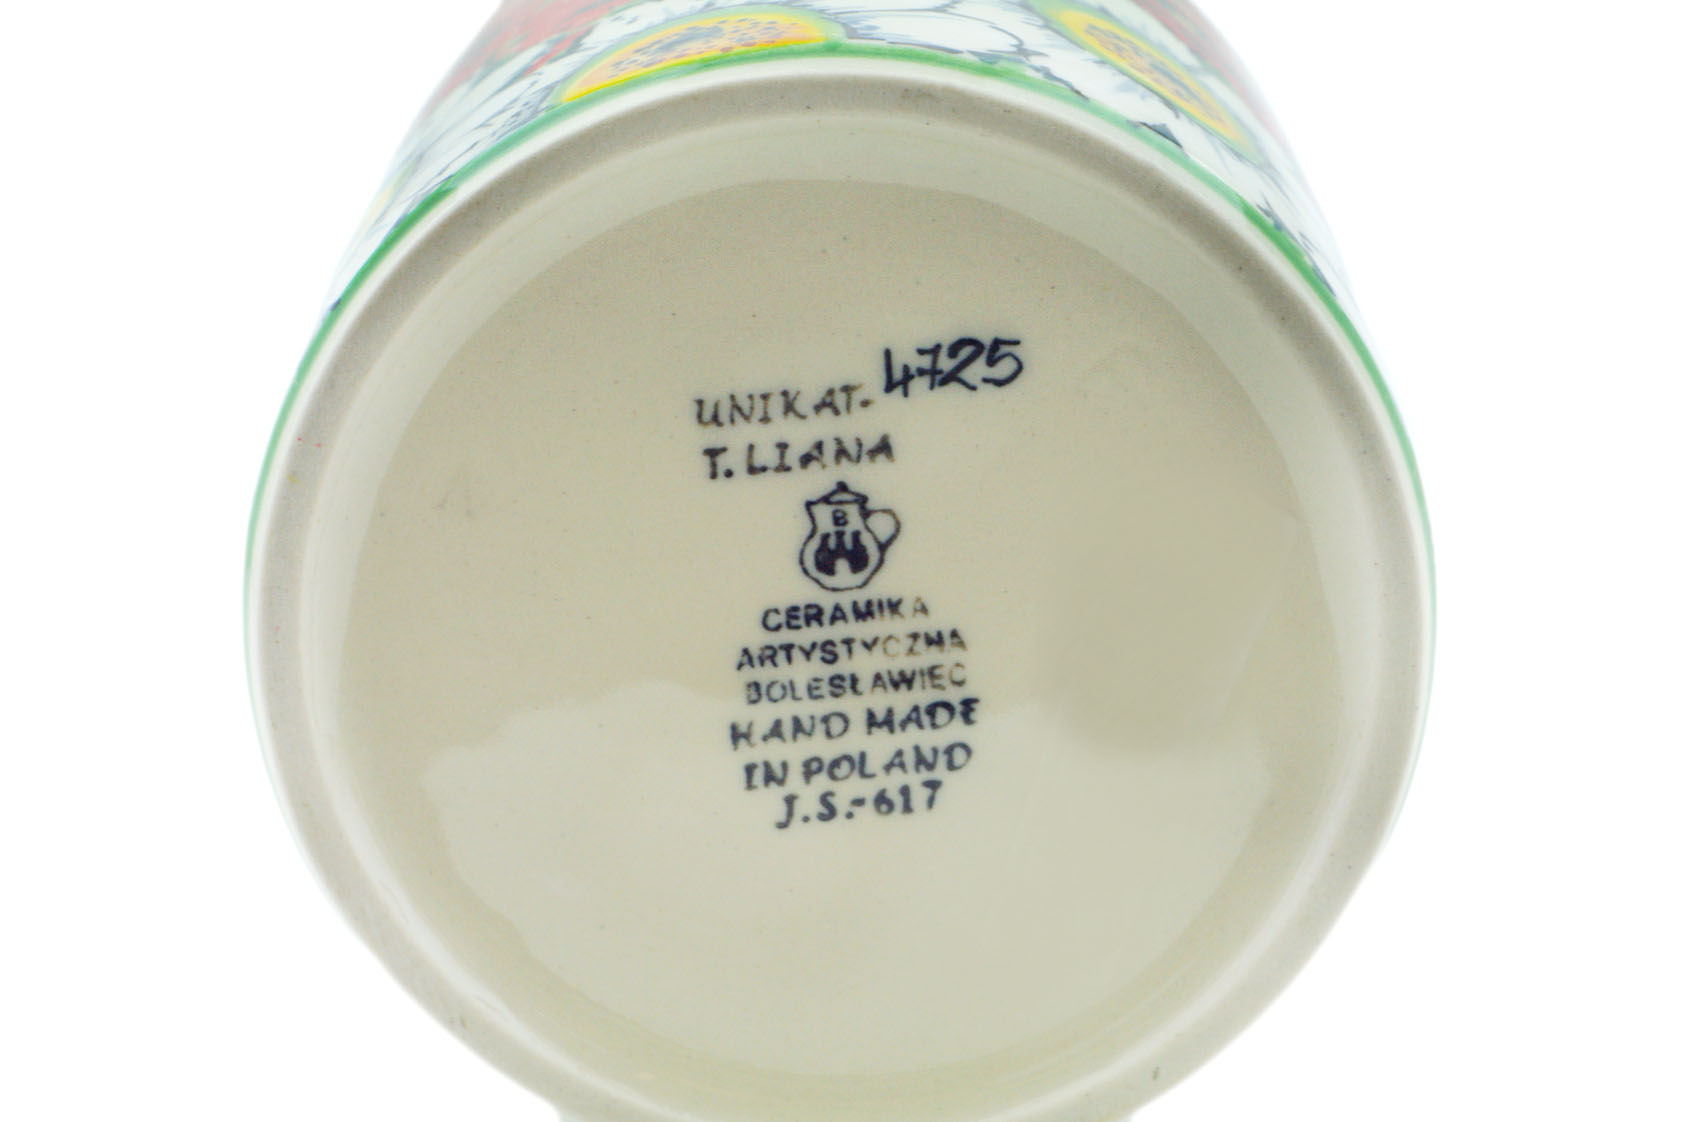 UNIKAT- 4725
T. LIANA
B
CERAMIKA
ARTYSTYCZNA
BOLESŁAWIEC
HAND MADE
IN POLAND
J.S.-617